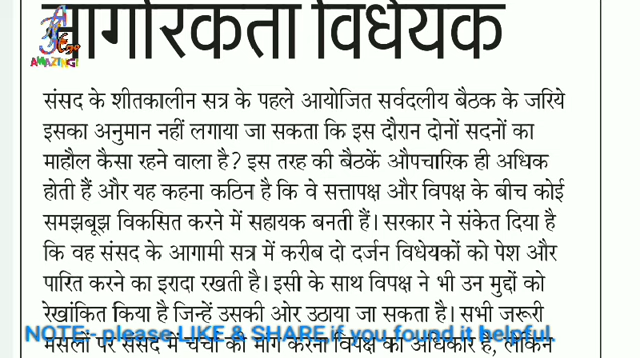 नागरिकता विधेयक
AMAZING!
संसद के शीतकालीन सत्र के पहले आयोजित सर्वदलीय बैठक के जरिये
इसका अनुमान नहीं लगाया जा सकता कि इस दौरान दोनों सदनों का
माहौल कैसा रहने वाला है? इस तरह की बैठकें औपचारिक ही अधिक
होती हैं और यह कहना कठिन है कि वे सत्तापक्ष और विपक्ष के बीच कोई
समझबूझ विकसित करने में सहायक बनती हैं। सरकार ने संकेत दिया है
कि वह संसद के आगामी सत्र में करीब दो दर्जन विधेयकों को पेश और
पारित करने का इरादा रखती है। इसी के साथ विपक्ष ने भी उन मुद्दों को
रेखांकित किया है जिन्हें उसकी ओर उठाया जा सकता है। सभी जरूरी
NOTE:- please LIKE & SHARE if you found it helpful.
मसलों पर संसद में चर्चा की मांग करना विपक्ष का अधिकार है, लेकिन